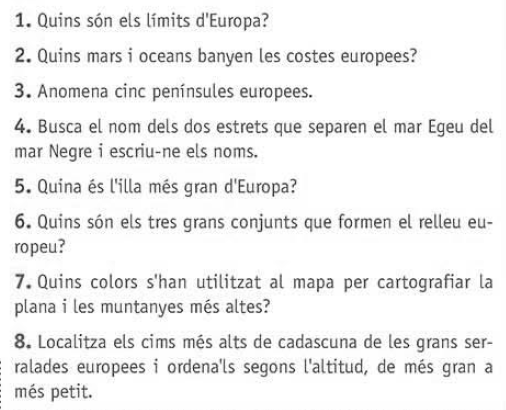 1. Quins són els límits d'Europa?
2. Quins mars i oceans banyen les costes europees?
3. Anomena cinc penínsules europees.
4. Busca el nom dels dos estrets que separen el mar Egeu del
mar Negre i escriu-ne els noms.
5. Quina és l'illa més gran d'Europa?
6. Quins són els tres grans conjunts que formen el relleu eu-
ropeu?
7. Quins colors s'han utilitzat al mapa per cartografiar la
plana i les muntanyes més altes?
8. Localitza els cims més alts de cadascuna de les grans ser-
ralades europees i ordena'ls segons l'altitud, de més gran a
més petit.